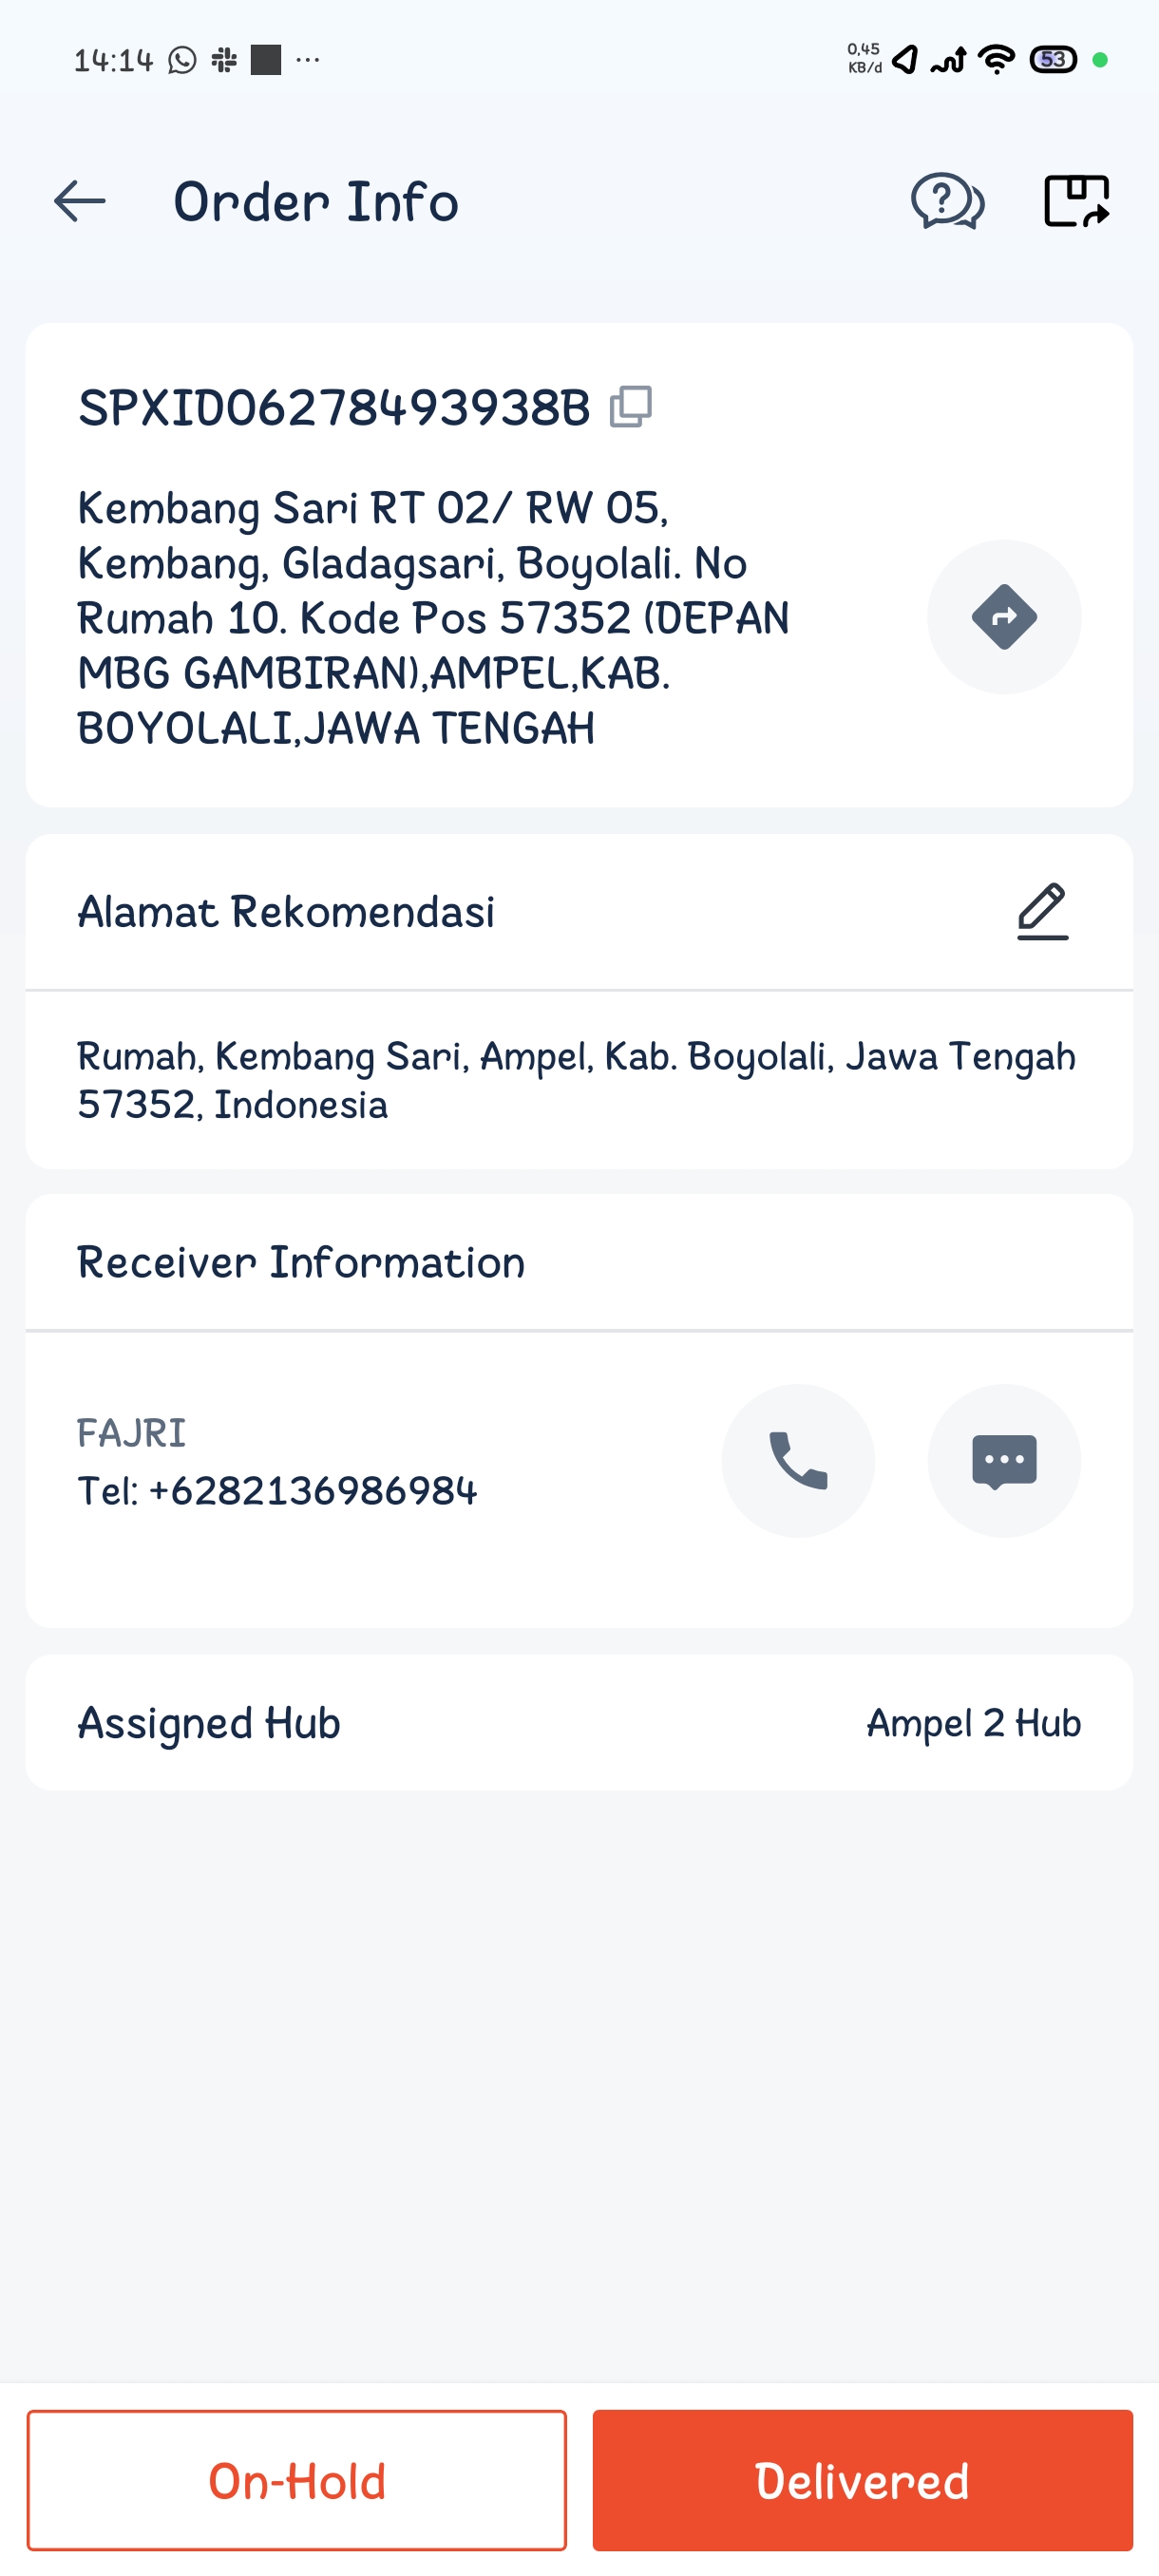 14:14 ... 0,45 KB/d 53
Order Info
SPXID06278493938B
Kembang Sari RT 02/ RW 05,
Kembang, Gladagsari, Boyolali. No
Rumah 10. Kode Pos 57352 (DEPAN
MBG GAMBIRAN),AMPEL,KAB.
BOYOLALI,JAWA TENGAH
Alamat Rekomendasi
Rumah, Kembang Sari, Ampel, Kab. Boyolali, Jawa Tengah
57352, Indonesia
Receiver Information
FAJRI
Tel: +6282136986984
Assigned Hub Ampel 2 Hub
On-Hold Delivered